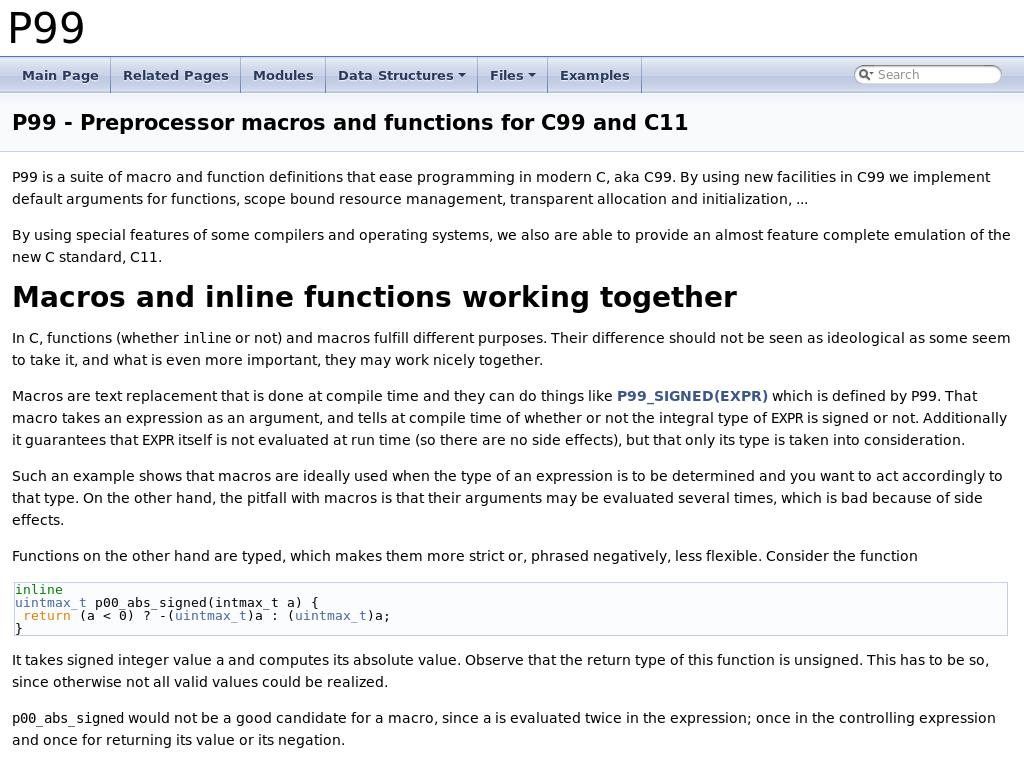 P99
Main Page
Related Pages
Modules
Data Structures
Files
Examples
Search
P99 - Preprocessor macros and functions for C99 and C11
P99 is a suite of macro and function definitions that ease programming in modern C, aka C99. By using new facilities in C99 we implement
default arguments for functions, scope bound resource management, transparent allocation and initialization, ...
By using special features of some compilers and operating systems, we also are able to provide an almost feature complete emulation of the
new C standard, C11.
Macros and inline functions working together
In C, functions (whether inline or not) and macros fulfill different purposes. Their difference should not be seen as ideological as some seem
to take it, and what is even more important, they may work nicely together.
Macros are text replacement that is done at compile time and they can do things like P99_SIGNED(EXPR) which is defined by P99. That
macro takes an expression as an argument, and tells at compile time of whether or not the integral type of EXPR is signed or not. Additionally
it guarantees that EXPR itself is not evaluated at run time (so there are no side effects), but that only its type is taken into consideration.
Such an example shows that macros are ideally used when the type of an expression is to be determined and you want to act accordingly to
that type. On the other hand, the pitfall with macros is that their arguments may be evaluated several times, which is bad because of side
effects.
Functions on the other hand are typed, which makes them more strict or, phrased negatively, less flexible. Consider the function
inline
uintmax_t p00_abs_signed(intmax_t a) {
 return (a < 0) ? -(uintmax_t)a : (uintmax_t)a;
}
It takes signed integer value a and computes its absolute value. Observe that the return type of this function is unsigned. This has to be so,
since otherwise not all valid values could be realized.
p00_abs_signed would not be a good candidate for a macro, since a is evaluated twice in the expression; once in the controlling expression
and once for returning its value or its negation.